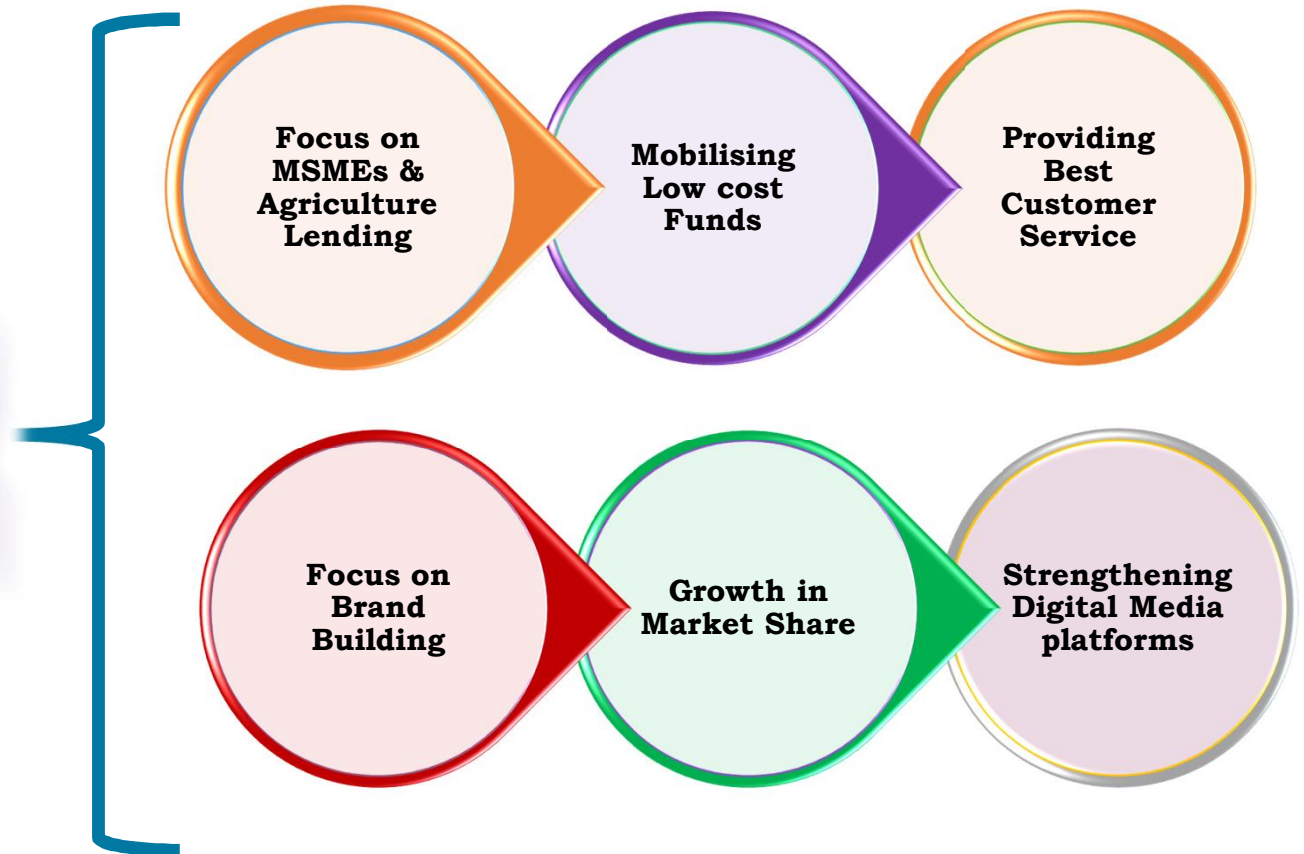 Focus on
MSMEs &
Agriculture
Lending
Mobilising
Low cost
Funds
Providing
Best
Customer
Service
Focus on
Brand
Building
Growth in
Market Share
Strengthening
Digital Media
platforms